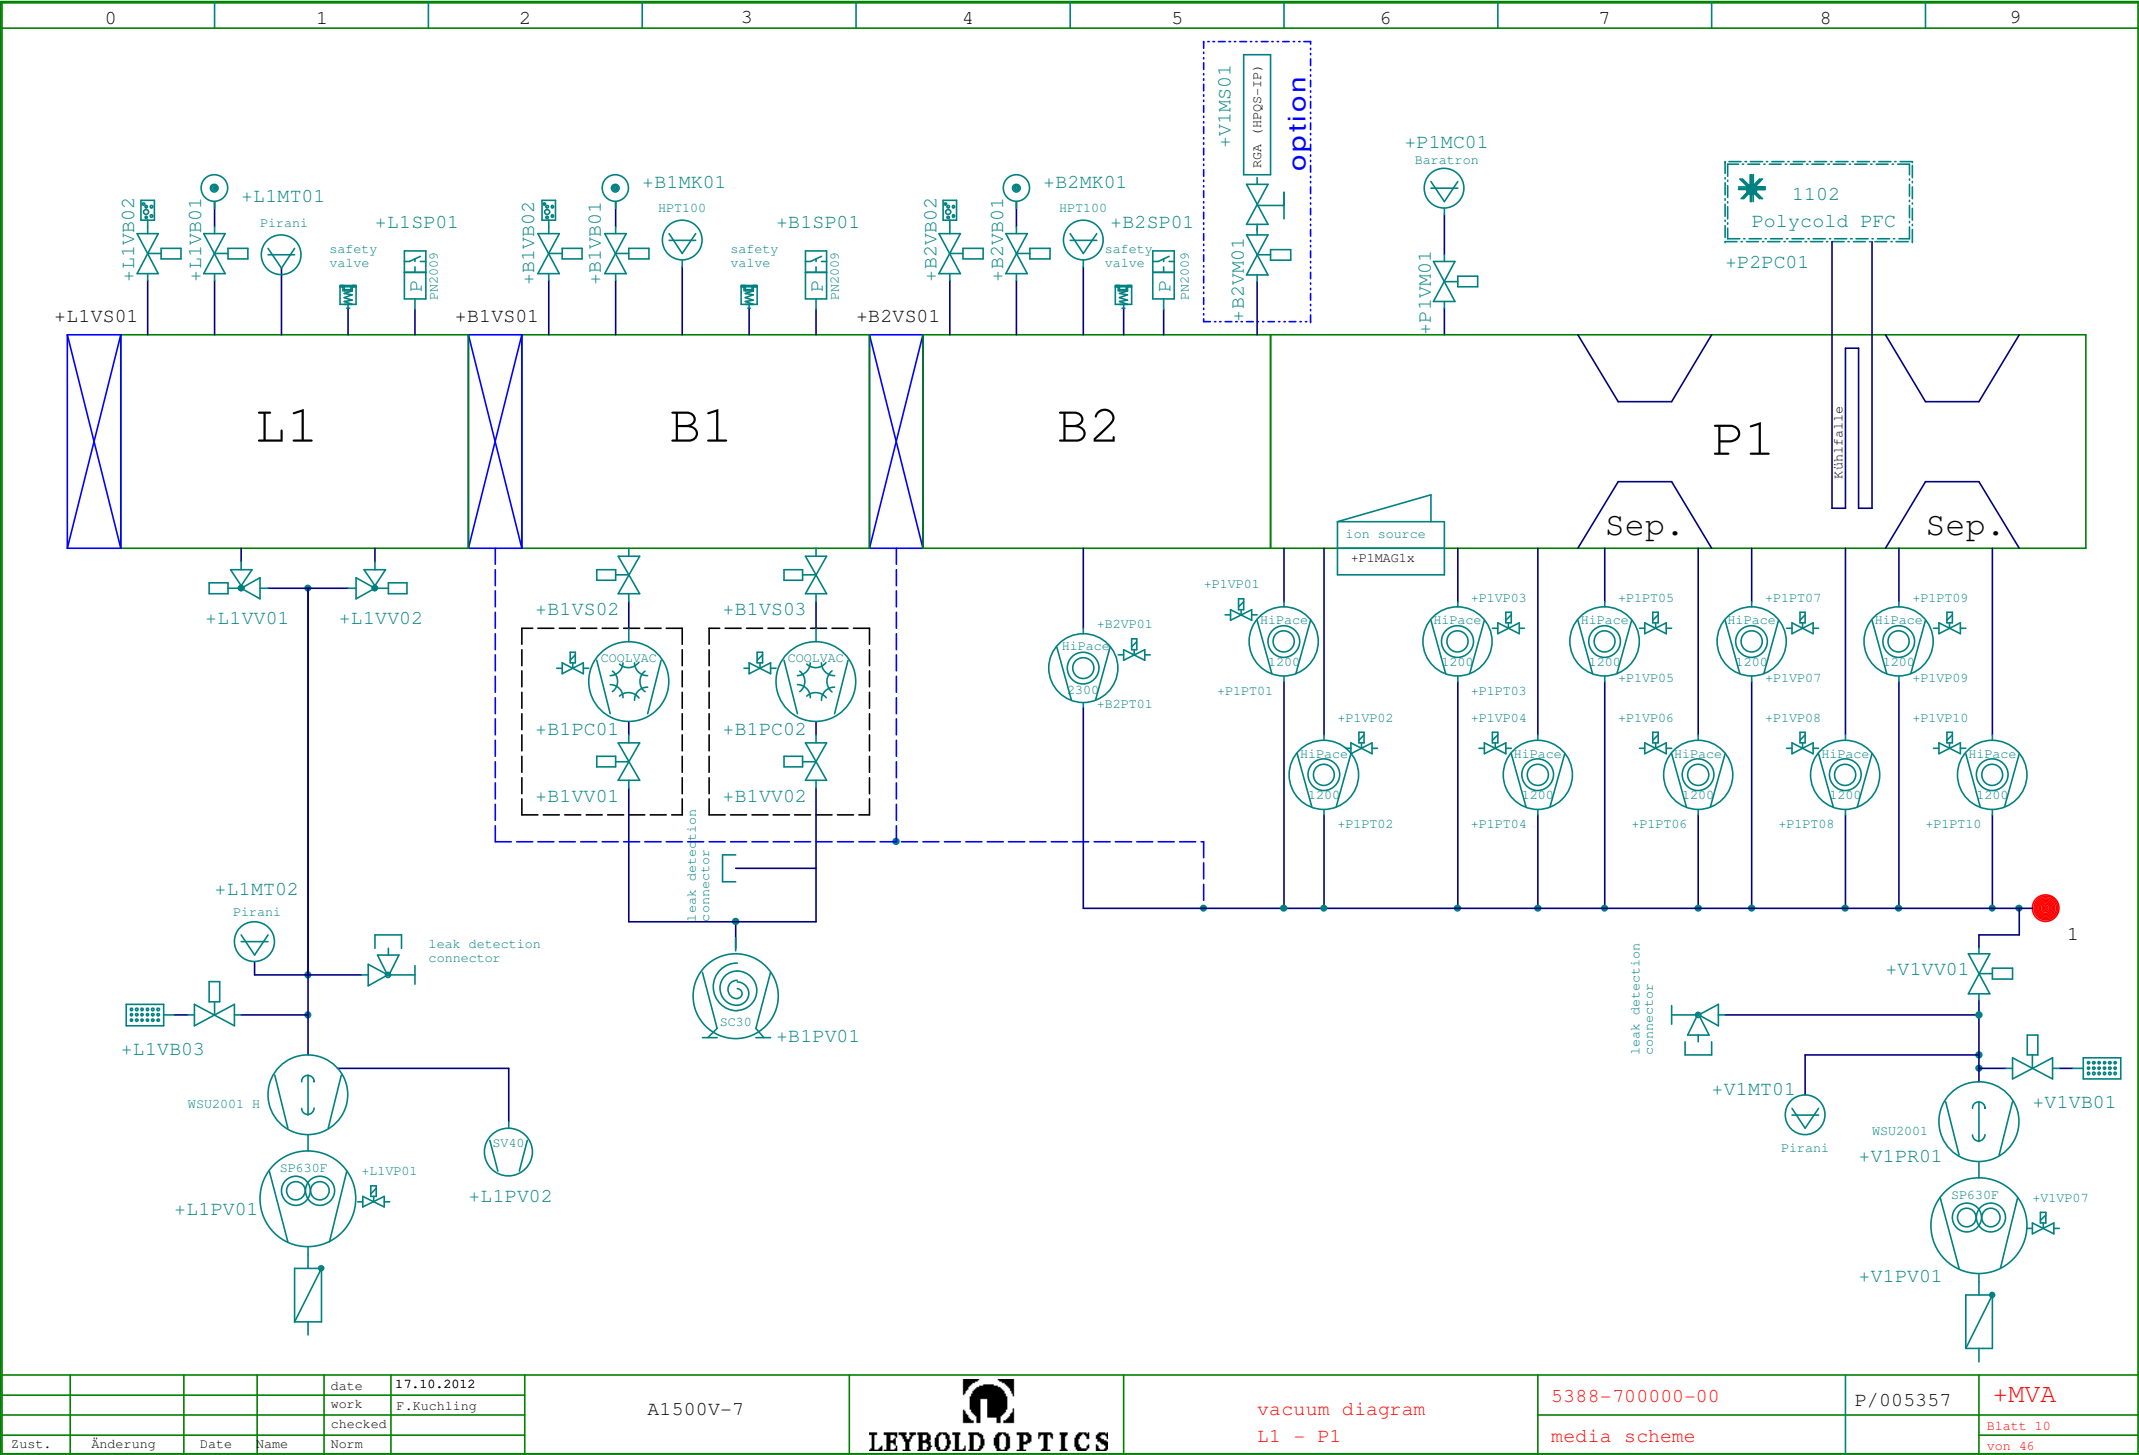 0 1 2 3 4 5 6 7 8 9
+V1MS01
RGA (HPQS-IP)
option
+B2VM01
+L1VB02
+L1VB01
+L1MT01
Pirani
safety
valve
+L1SP01
P
PN2009
+B1VB02
+B1VB01
+B1MK01
HPT100
safety
valve
+B1SP01
P
PN2009
+B2VB02
+B2VB01
+B2MK01
HPT100
safety
valve
+B2SP01
P
PN2009
+P1MC01
Baratron
+P1VM01
1102
Polycold PFC
+P2PC01
+L1VS01
+B1VS01
+B2VS01
L1
B1
B2
P1
Kühlfalle
Sep.
Sep.
ion source
+P1MAG1x
+L1VV01
+L1VV02
+B1VS02
+B1VS03
COOLVAC
COOLVAC
+B1PC01
+B1PC02
+B1VV01
+B1VV02
leak detection
connector
+B2VP01
HiPace
2300
+B2PT01
+P1VP01
HiPace
1200
+P1PT01
+P1VP03
HiPace
1200
+P1PT03
+P1PT05
HiPace
1200
+P1VP05
+P1PT07
HiPace
1200
+P1VP07
+P1PT09
HiPace
1200
+P1VP09
+P1VP02
HiPace
1200
+P1PT02
+P1VP04
HiPace
1200
+P1PT04
+P1VP06
HiPace
1200
+P1PT06
+P1VP08
HiPace
1200
+P1PT08
+P1VP10
HiPace
1200
+P1PT10
1
+L1MT02
Pirani
leak detection
connector
+L1VB03
WSU2001 H
SV40
+L1PV02
SP630F
+L1VP01
+L1PV01
SC30
+B1PV01
+V1VV01
leak detection
connector
+V1MT01
Pirani
+V1VB01
WSU2001
+V1PR01
SP630F
+V1VP07
+V1PV01
date 17.10.2012
work F.Kuchling
checked
Zust. Änderung Date Name Norm
A1500V-7
LEYBOLD OPTICS
vacuum diagram
L1 - P1
5388-700000-00
media scheme
P/005357
+MVA
Blatt 10
von 46